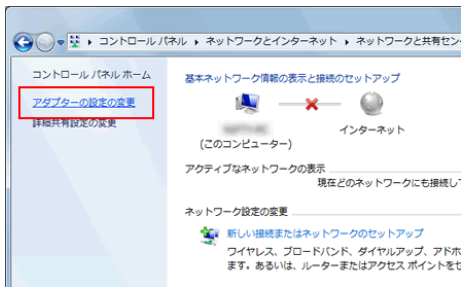 コントロール パネル ▸ ネットワークとインターネット ▸ ネットワークと共有セン
コントロール パネル ホーム
アダプターの設定の変更
詳細共有設定の変更
基本ネットワーク情報の表示と接続のセットアップ
(このコンピューター)
インターネット
アクティブなネットワークの表示
現在どのネットワークにも接続し
ネットワーク設定の変更
新しい接続またはネットワークのセットアップ
ワイヤレス、ブロードバンド、ダイヤルアップ、アドホ
ます。あるいは、ルーターまたはアクセス ポイントをセ